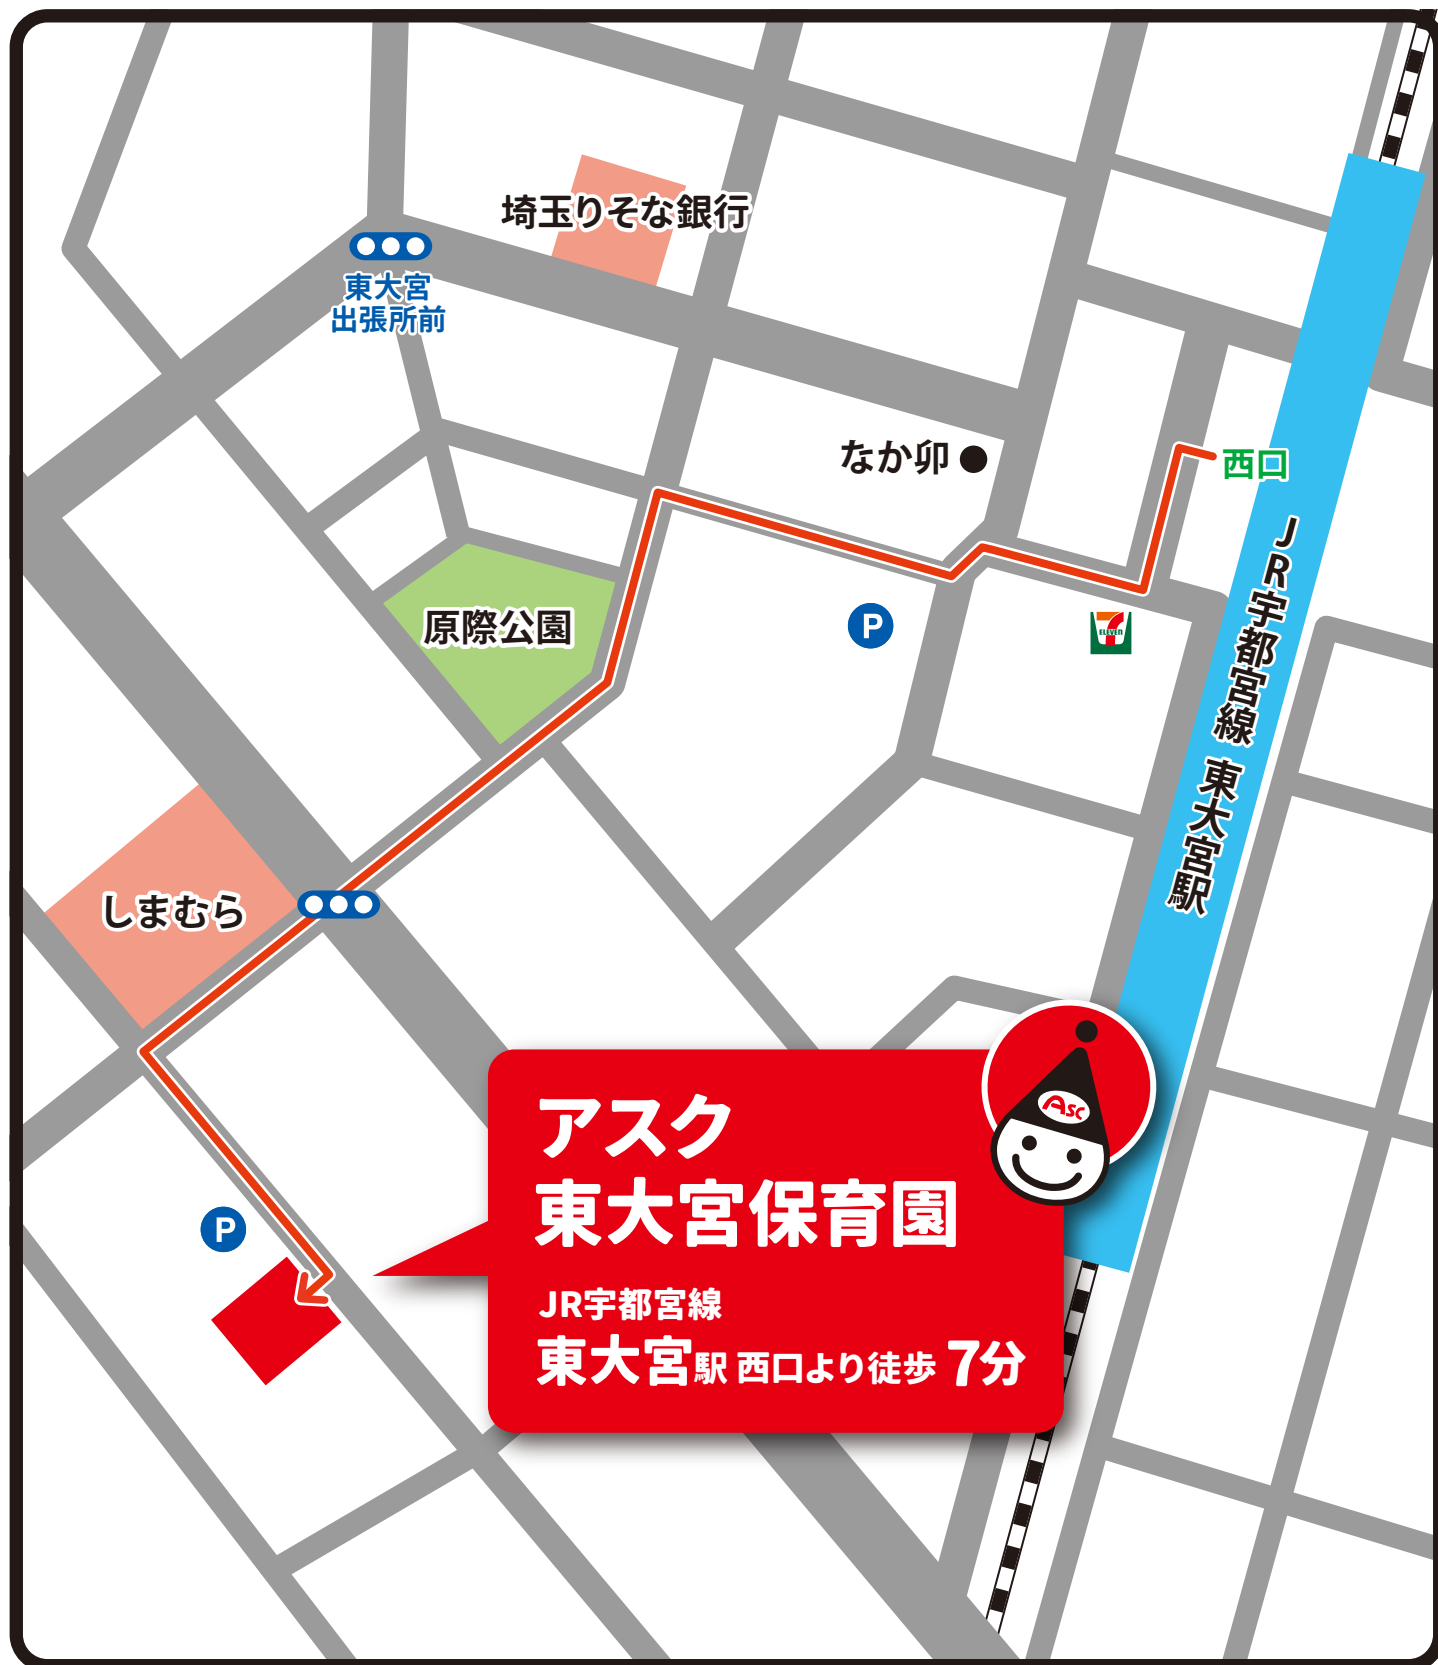 埼玉りそな銀行
東大宮
出張所前
なか卯
西口
JR宇都宮線 東大宮駅
原際公園
P
7
ELEVEN
しまむら
ASC
アスク
東大宮保育園
P
JR宇都宮線
東大宮駅 西口より徒歩 7分